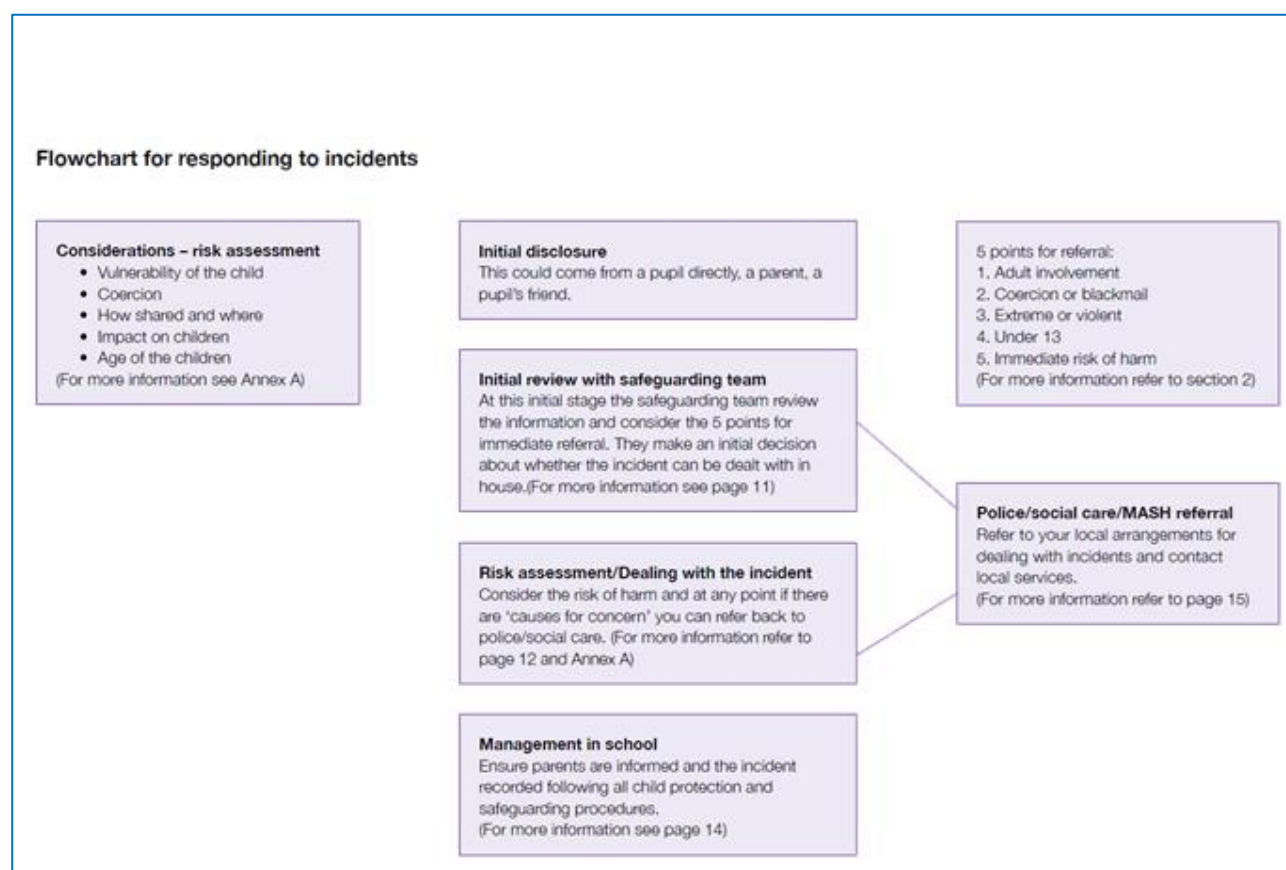 Flowchart for responding to incidents
Considerations – risk assessment
• Vulnerability of the child
• Coercion
• How shared and where
• Impact on children
• Age of the children
(For more information see Annex A)
Initial disclosure
This could come from a pupil directly, a parent, a
pupil's friend.
Initial review with safeguarding team
At this initial stage the safeguarding team review
the information and consider the 5 points for
immediate referral. They make an initial decision
about whether the incident can be dealt with in
house.(For more information see page 11)
Risk assessment/Dealing with the incident
Consider the risk of harm and at any point if there
are 'causes for concern' you can refer back to
police/social care. (For more information refer to
page 12 and Annex A)
Management in school
Ensure parents are informed and the incident
recorded following all child protection and
safeguarding procedures.
(For more information see page 14)
5 points for referral:
1. Adult involvement
2. Coercion or blackmail
3. Extreme or violent
4. Under 13
5. Immediate risk of harm
(For more information refer to section 2)
Police/social care/MASH referral
Refer to your local arrangements for
dealing with incidents and contact
local services.
(For more information refer to page 15)